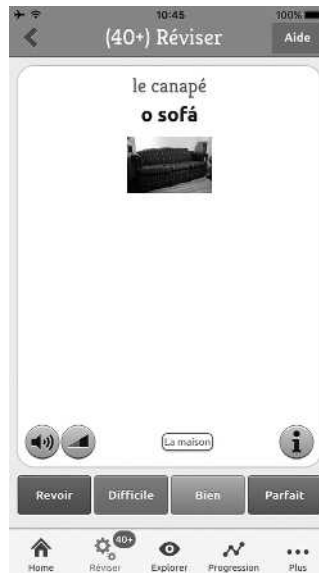 10:45
100%
(40+) Réviser
Aide
le canapé
o sofá
La maison
Revoir
Difficile
Bien
Parfait
40+
Home
Réviser
Explorer
Progression
Plus